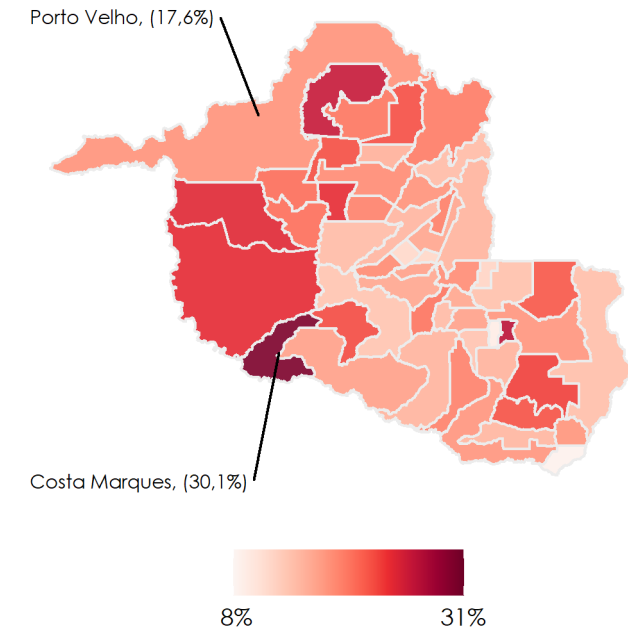 Porto Velho, (17,6%)
Costa Marques, (30,1%)
8%
31%